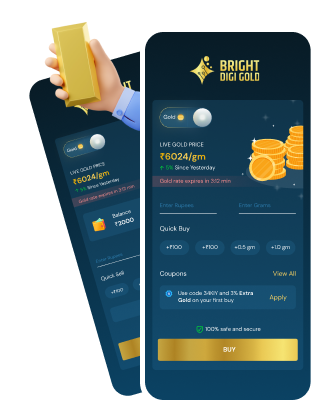 BRIGHT
DIGI GOLD
Gold
LIVE GOLD PRICE
₹6024/gm
5% Since Yesterday
Gold rate expires in 3:12 min
Enter Rupees
Enter Grams
Quick Buy
+₹100
+₹100
+0.5 gm
+1.0 gm
Coupons
View All
Use code 34KIY and 3% Extra
Gold on your first buy
Apply
100% safe and secure
BUY
Gold
LIVE GOLD PRICE
₹6024/gm
5% Since Yesterday
Gold rate expires in 3:12 min
Balance
₹2000
Enter Rupees
Quick Sell
+₹100